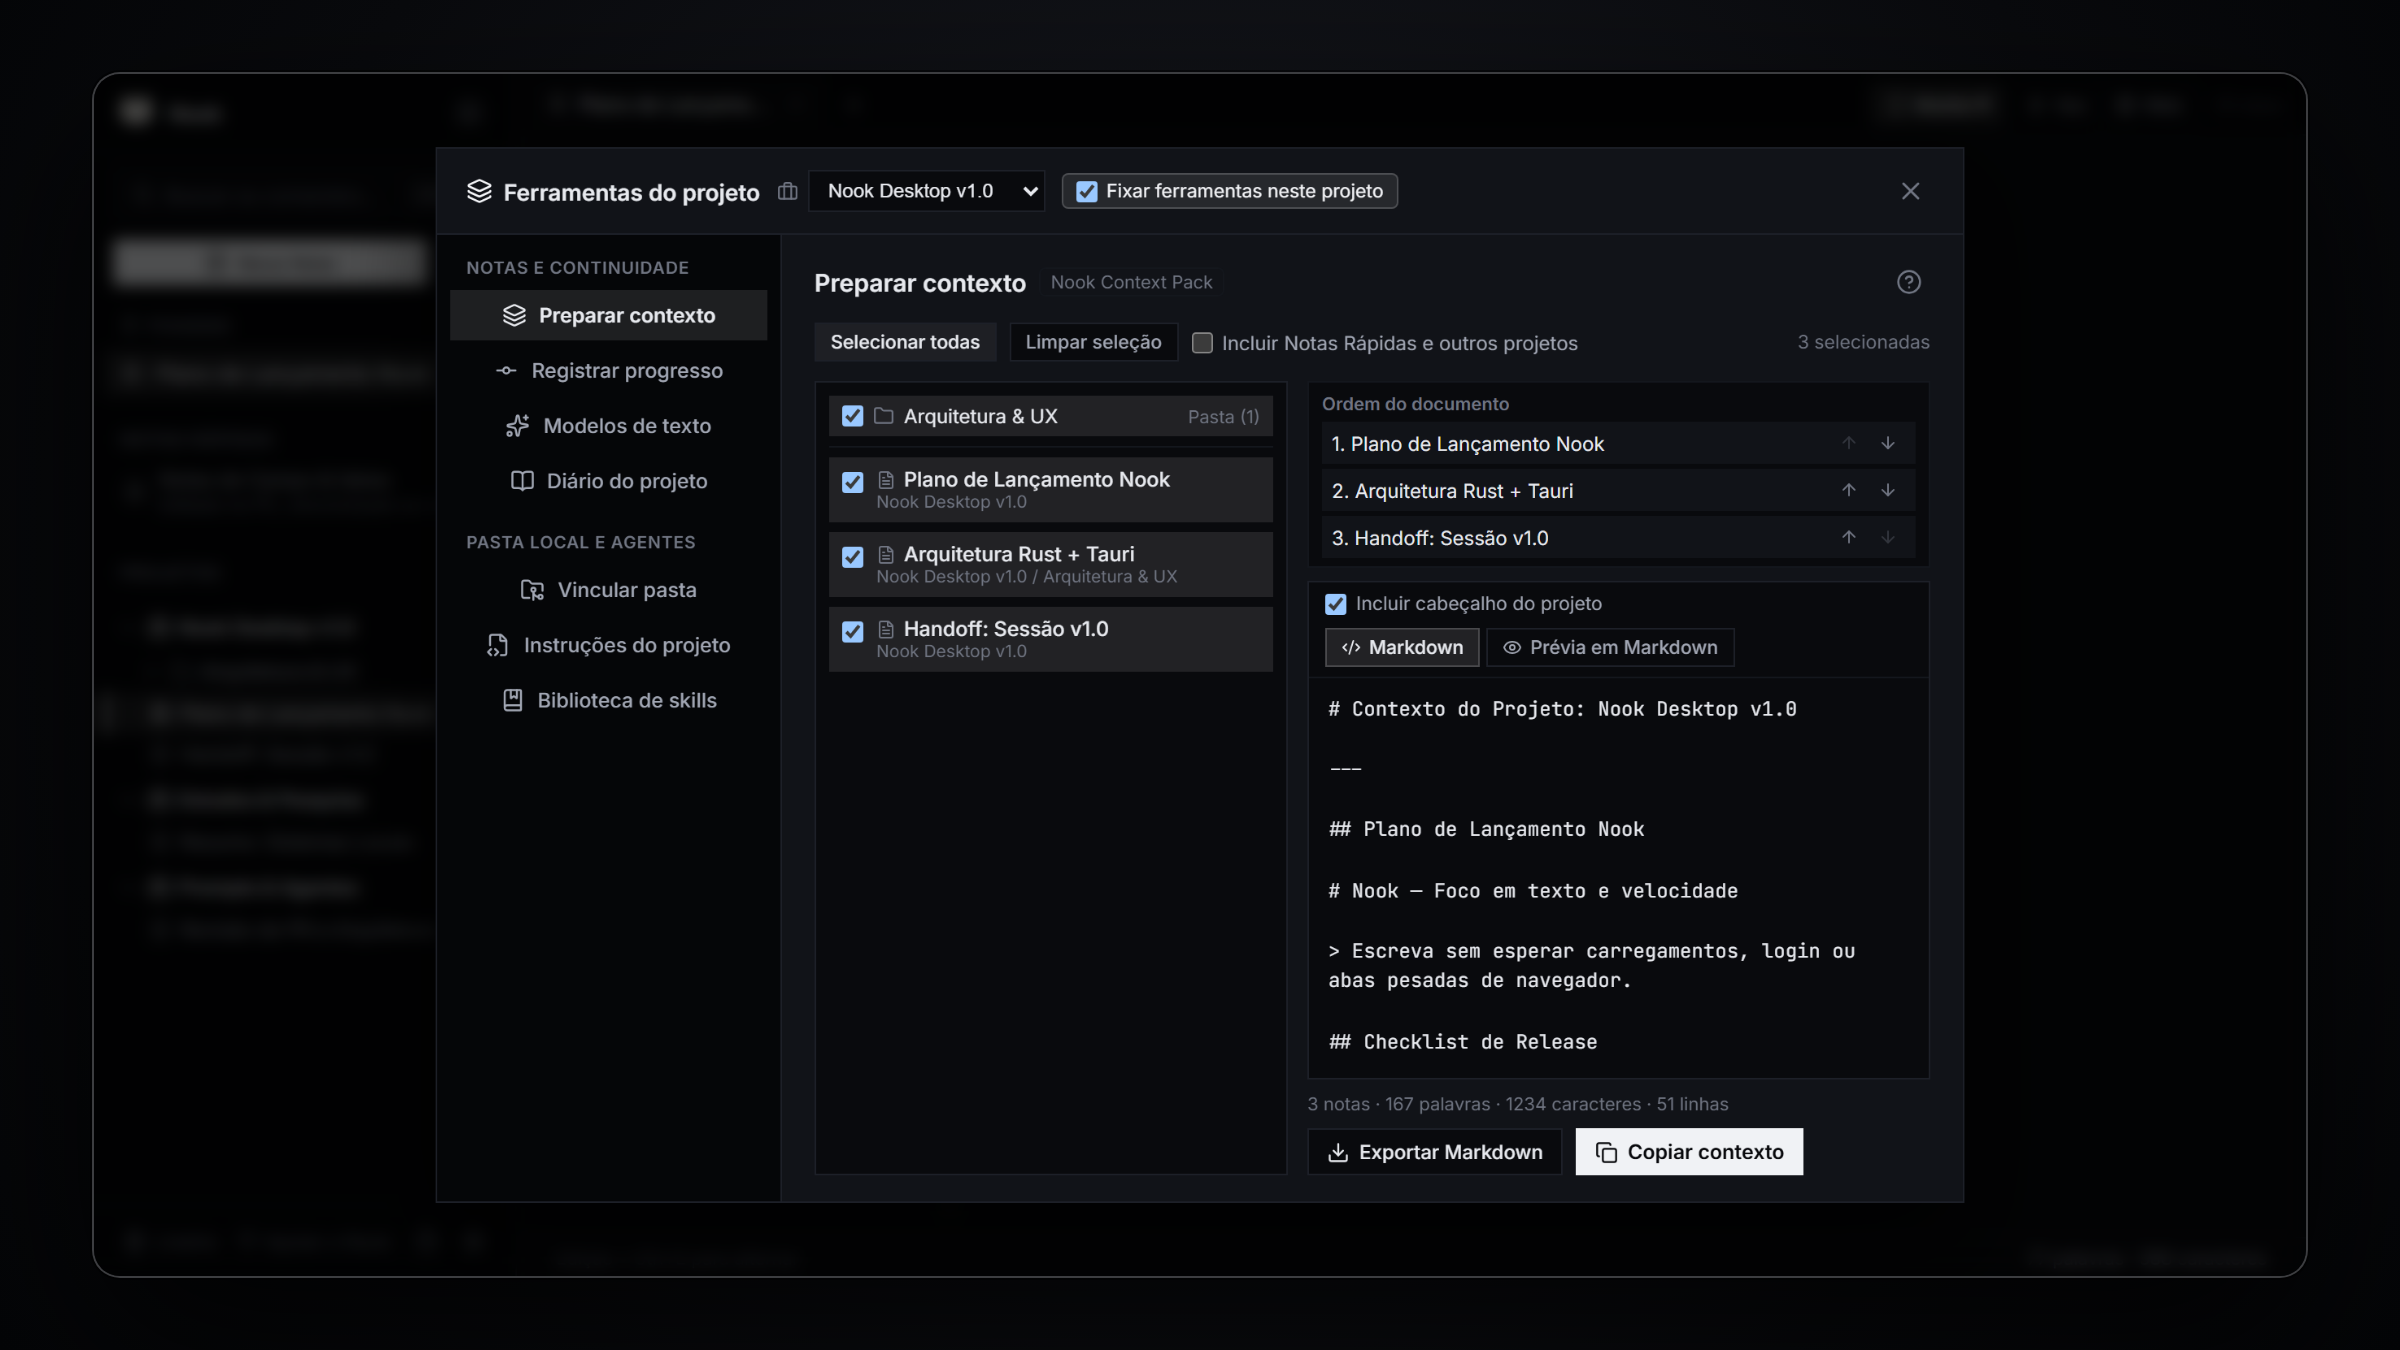 Ferramentas do projeto
Nook Desktop v1.0
Fixar ferramentas neste projeto
NOTAS E CONTINUIDADE
Preparar contexto
Registrar progresso
Modelos de texto
Diário do projeto
PASTA LOCAL E AGENTES
Vincular pasta
Instruções do projeto
Biblioteca de skills
Preparar contexto
Nook Context Pack
Selecionar todas
Limpar seleção
Incluir Notas Rápidas e outros projetos
3 selecionadas
Arquitetura & UX
Pasta (1)
Plano de Lançamento Nook
Nook Desktop v1.0
Arquitetura Rust + Tauri
Nook Desktop v1.0 / Arquitetura & UX
Handoff: Sessão v1.0
Nook Desktop v1.0
Ordem do documento
1. Plano de Lançamento Nook
2. Arquitetura Rust + Tauri
3. Handoff: Sessão v1.0
Incluir cabeçalho do projeto
Markdown
Prévia em Markdown
# Contexto do Projeto: Nook Desktop v1.0
---
## Plano de Lançamento Nook
# Nook — Foco em texto e velocidade
> Escreva sem esperar carregamentos, login ou
abas pesadas de navegador.
## Checklist de Release
3 notas · 167 palavras · 1234 caracteres · 51 linhas
Exportar Markdown
Copiar contexto